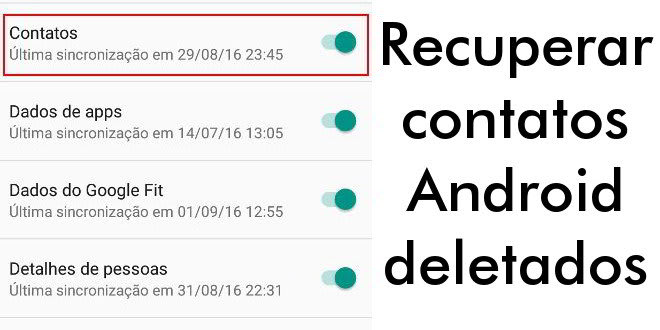 Contatos
Última sincronização em 29/08/16 23:45
Dados de apps
Última sincronização em 14/07/16 13:05
Dados do Google Fit
Última sincronização em 01/09/16 12:55
Detalhes de pessoas
Última sincronização em 31/08/16 22:31
Recuperar
contatos
Android
deletados